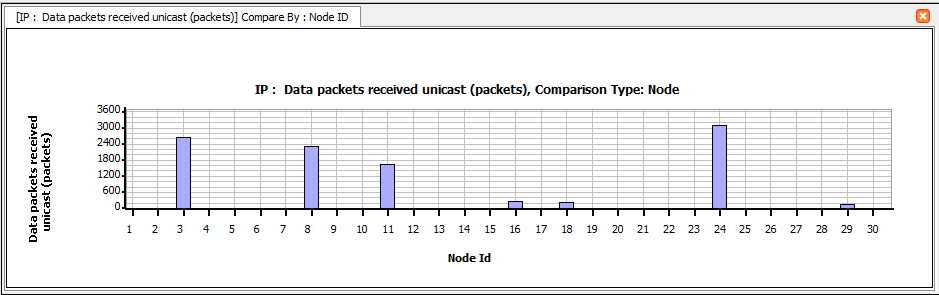 [IP :  Data packets received unicast (packets)] Compare By : Node ID
IP :  Data packets received unicast (packets), Comparison Type: Node
Data packets received
unicast (packets)
3600
3000
2400
1800
1200
600
0
1 2 3 4 5 6 7 8 9 10 11 12 13 14 15 16 17 18 19 20 21 22 23 24 25 26 27 28 29 30
Node Id